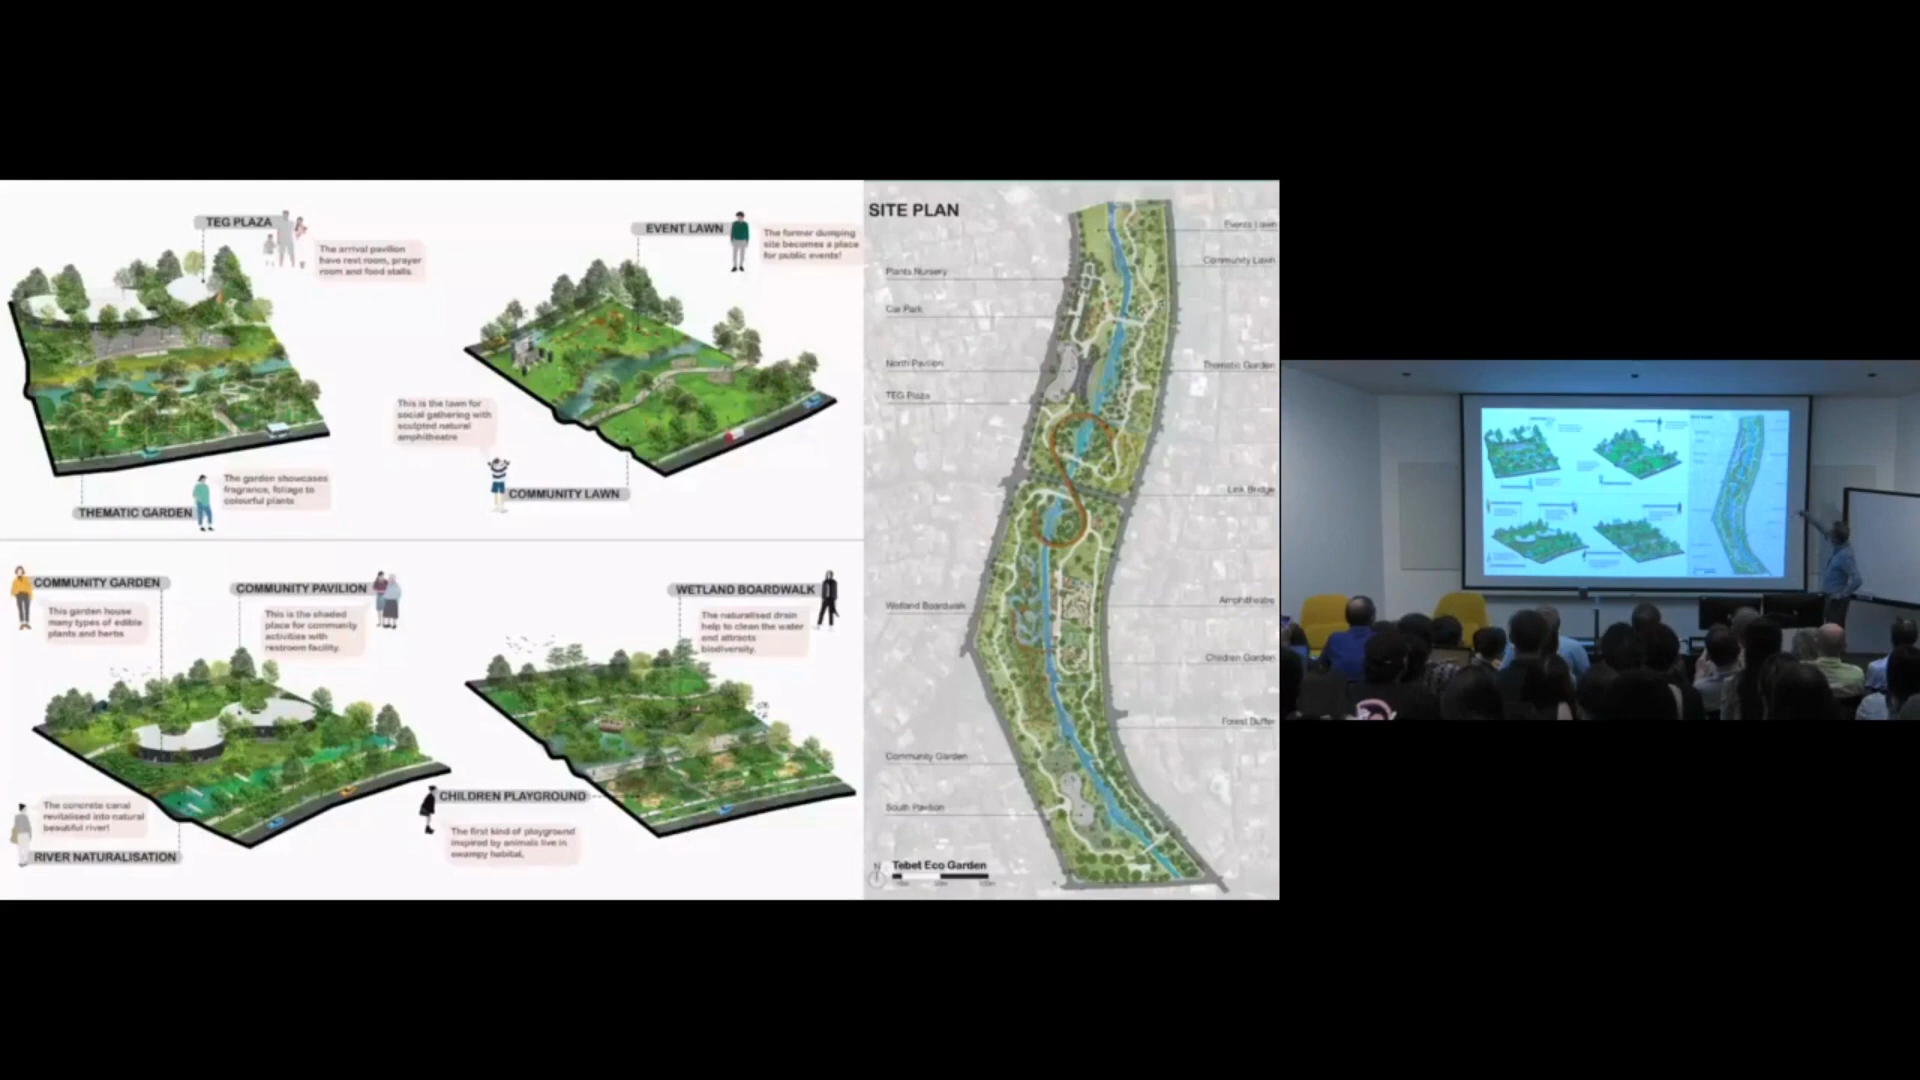 TEG PLAZA
The arrival pavilion
have rest room, prayer
room and food stalls.
THEMATIC GARDEN
The garden showcases
fragrance, foliage to
colourful plants
EVENT LAWN
The former dumping
site becomes a place
for public events!
This is the lawn for
social gathering with
sculpted natural
amphitheatre
COMMUNITY LAWN
COMMUNITY GARDEN
This garden house
many types of edible
plants and herbs
COMMUNITY PAVILION
This is the shaded
place for community
activities with
restroom facility.
The concrete canal
revitalised into natural
beautiful river!
RIVER NATURALISATION
WETLAND BOARDWALK
The naturalised drain
help to clean the water
and attracts
biodiversity.
CHILDREN PLAYGROUND
The first kind of playground
inspired by animals live in
swampy habitat,
SITE PLAN
Plants Nursery
Car Park
North Pavilion
TEG Plaza
Wetland Boardwalk
Community Garden
South Pavilion
Events Lawn
Community Lawn
Thematic Garden
Link Bridge
Amphitheatre
Children Garden
Forest Buffer
N
Tebet Eco Garden